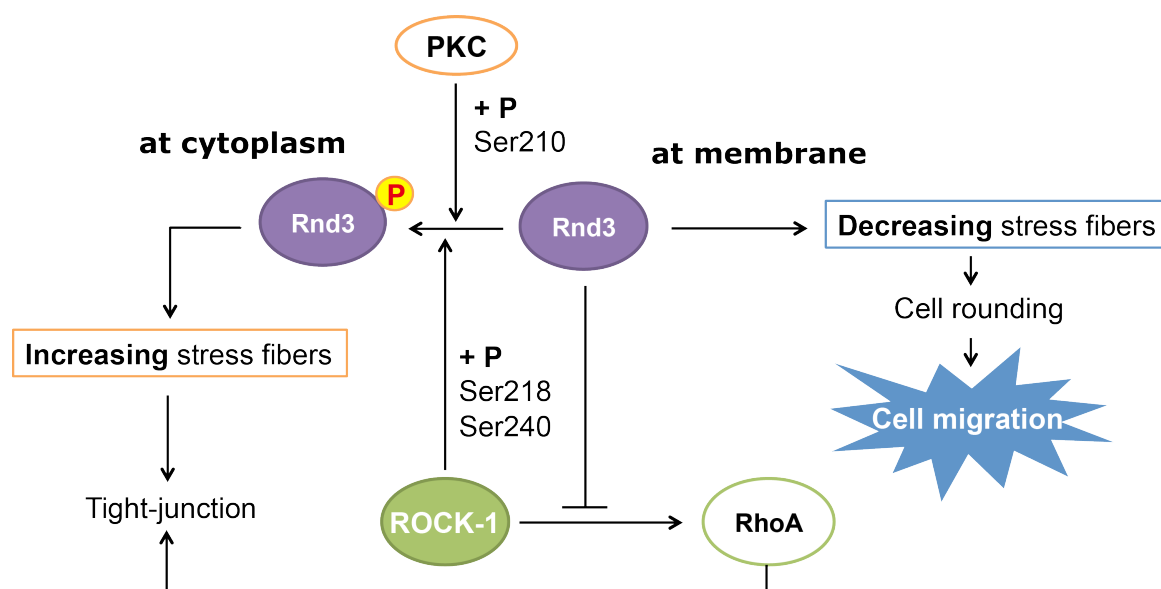 PKC
+ P
Ser210
at cytoplasm
at membrane
P
Rnd3
Rnd3
Decreasing stress fibers
Cell rounding
Increasing stress fibers
+ P
Ser218
Ser240
Cell migration
Tight-junction
ROCK-1
RhoA